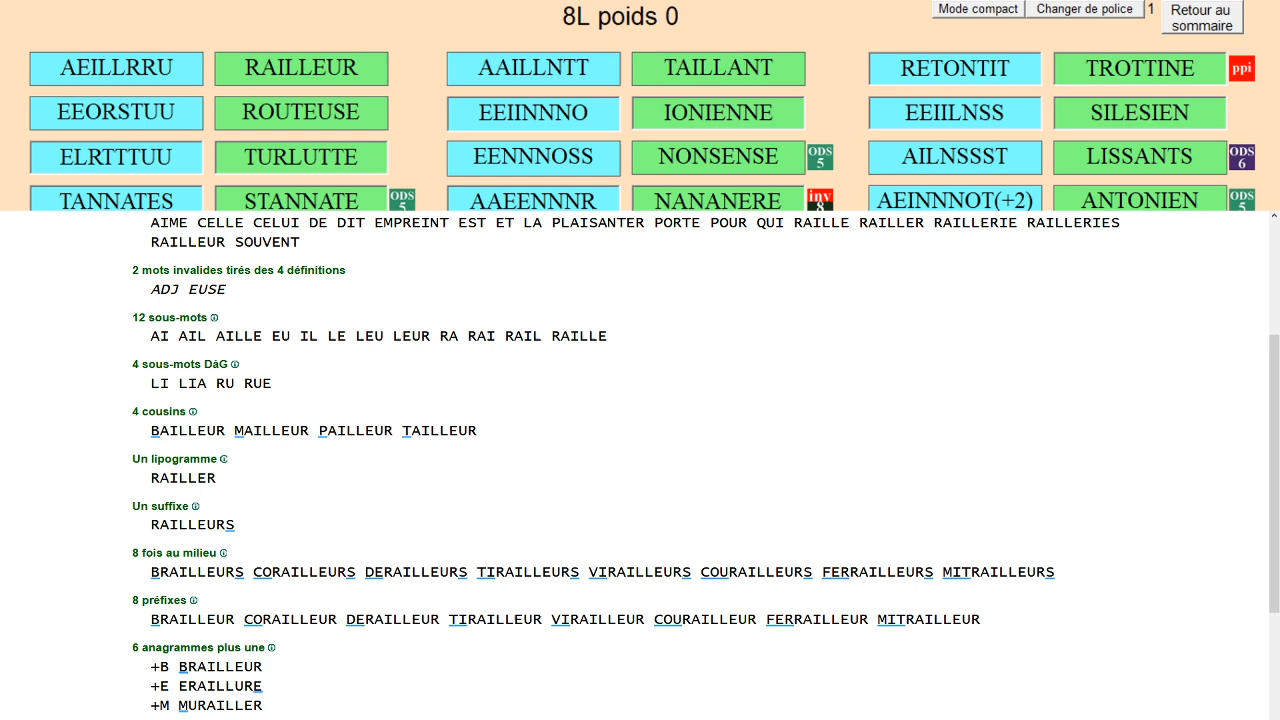 8L poids 0
Mode compact Changer de police 1 Retour au sommaire
AEILLRRU RAILLEUR AAILLNTT TAILLANT RETONTIT TROTTINE ppi
EEORSTUU ROUTEUSE EEIINNNO IONIENNE EEIILNSS SILESIEN
ELRTTTUU TURLUTTE EENNNOSS NONSENSE ODS 5 AILNSSST LISSANTS ODS 6
TANNATES STANNATE ODS 5 AAEENNNR NANANERE inv 8 AEINNNOT(+2) ANTONIEN ODS 5
AIME CELLE CELUI DE DIT EMPREINT EST ET LA PLAISANTER PORTE POUR QUI RAILLE RAILLER RAILLERIE RAILLERIES
RAILLEUR SOUVENT
2 mots invalides tirés des 4 définitions
ADJ EUSE
12 sous-mots
AI AIL AILLE EU IL LE LEU LEUR RA RAI RAIL RAILLE
4 sous-mots DàG
LI LIA RU RUE
4 cousins
BAILLEUR MAILLEUR PAILLEUR TAILLEUR
Un lipogramme
RAILLER
Un suffixe
RAILLEURS
8 fois au milieu
BRAILLEURS CORAILLEURS DERAILLEURS TIRAILLEURS VIRAILLEURS COURAILLEURS FERRAILLEURS MITRAILLEURS
8 préfixes
BRAILLEUR CORAILLEUR DERAILLEUR TIRAILLEUR VIRAILLEUR COURAILLEUR FERRAILLEUR MITRAILLEUR
6 anagrammes plus une
+B BRAILLEUR
+E ERAILLURE
+M MURAILLER